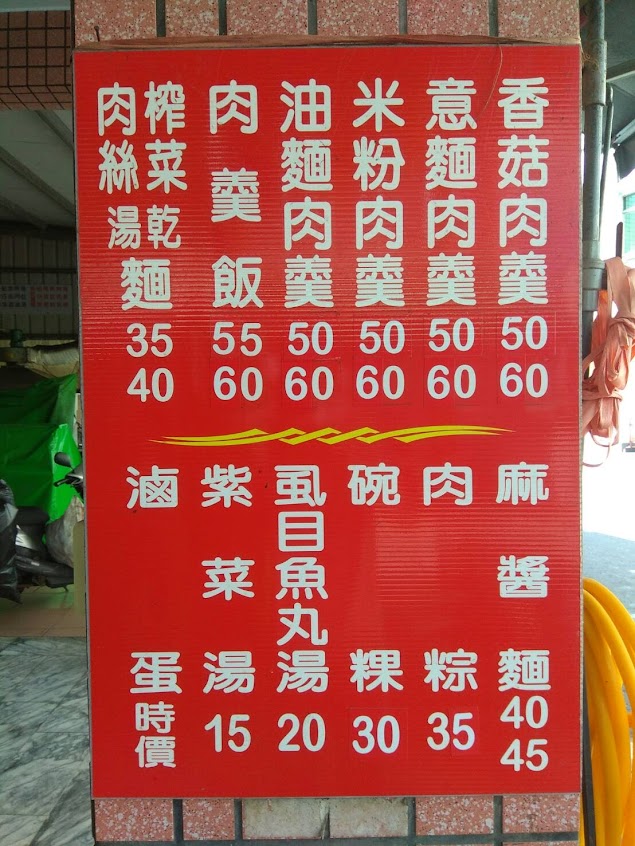 香菇肉羹 50 60
意麵肉羹 50 60
米粉肉羹 50 60
油麵肉羹 50 60
肉羹飯 55 60
榨菜肉絲乾湯麵 35 40
麻醬麵 40 45
肉粽 35
碗粿 30
虱目魚丸湯 20
紫菜湯 15
滷蛋 時價